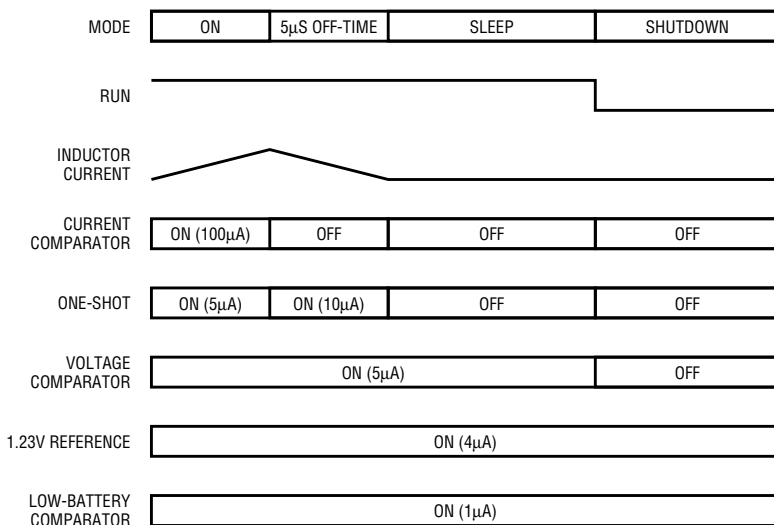 MODE ON 5µS OFF-TIME SLEEP SHUTDOWN
RUN
INDUCTOR
CURRENT
CURRENT
COMPARATOR
ON (100µA) OFF OFF OFF
ONE-SHOT ON (5µA) ON (10µA) OFF OFF
VOLTAGE
COMPARATOR
ON (5µA) OFF
1.23V REFERENCE ON (4µA)
LOW-BATTERY
COMPARATOR
ON (1µA)